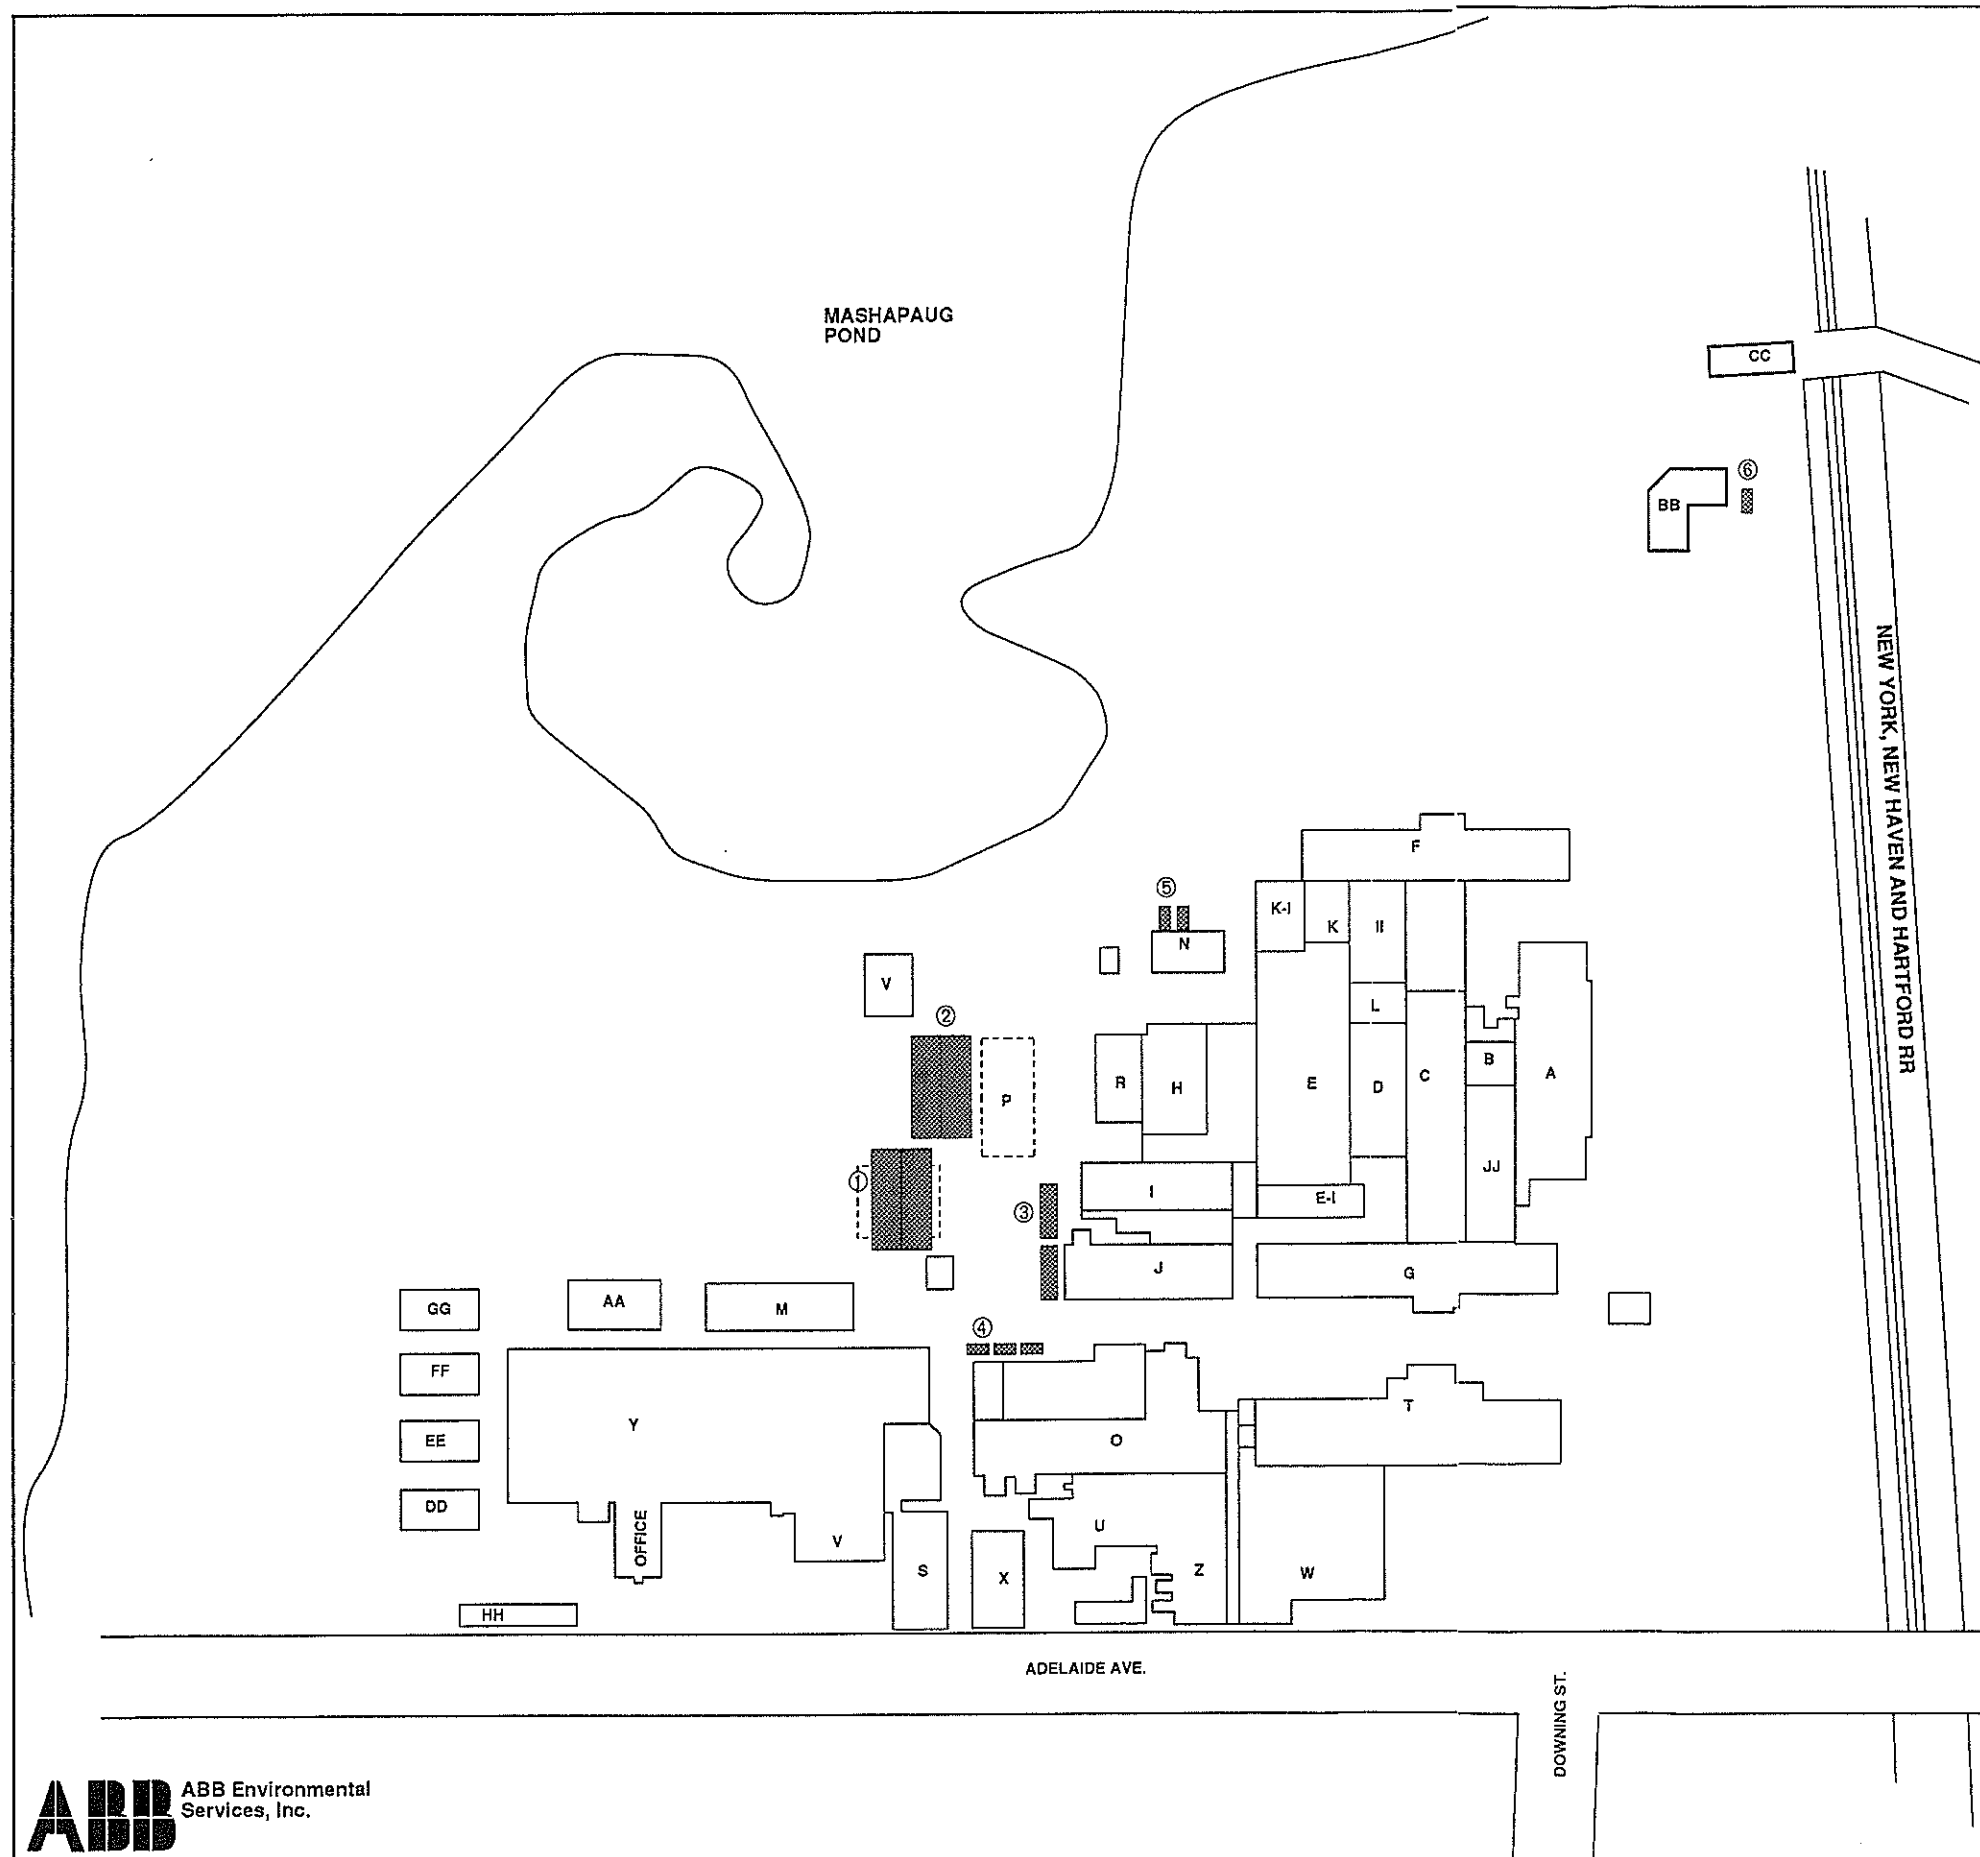 MASHAPAUG
POND
CC
⑥
BB
NEW YORK, NEW HAVEN AND HARTFORD RR
F
⑤
K-I
K
II
N
V
L
②
B
A
R
H
E
D
C
P
①
I
E-I
JJ
③
J
G
GG
AA
M
④
FF
Y
T
EE
O
DD
OFFICE
V
U
S
X
Z
W
HH
ADELAIDE AVE.
DOWNING ST.
ABB
ABB Environmental
Services, Inc.